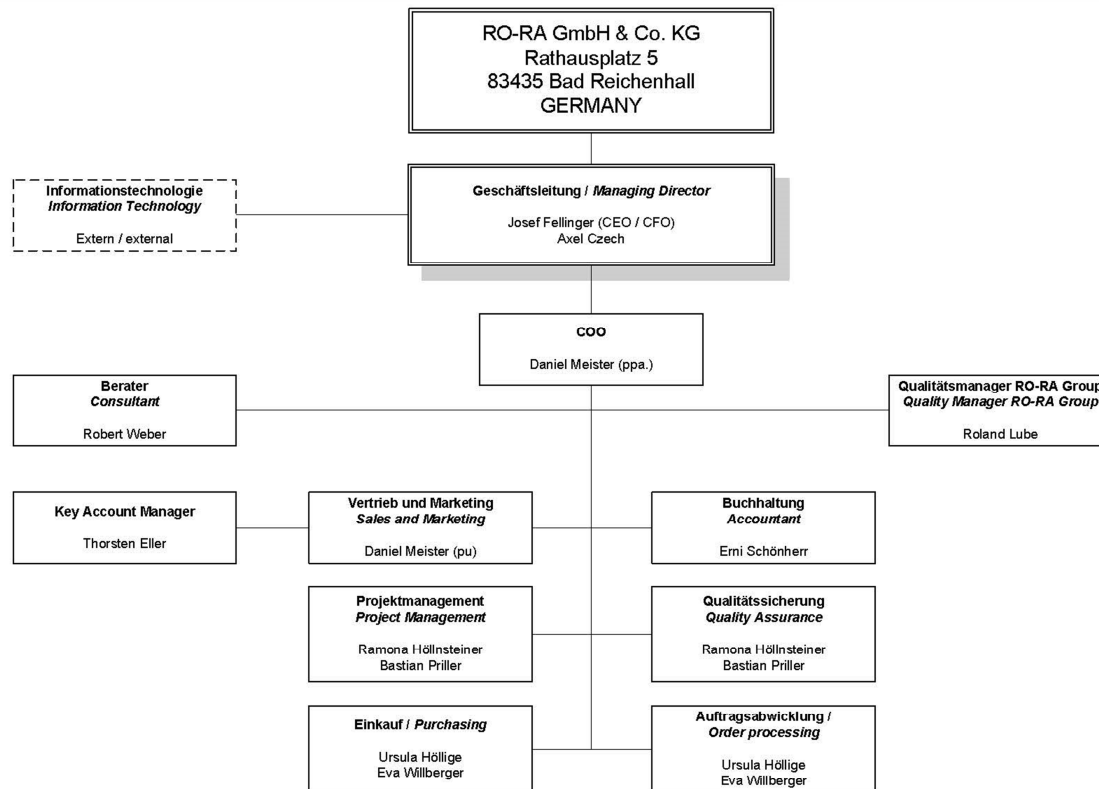 RO-RA GmbH & Co. KG
Rathausplatz 5
83435 Bad Reichenhall
GERMANY
Informationstechnologie
Information Technology
Extern / external
Geschäftsleitung / Managing Director
Josef Fellinger (CEO / CFO)
Axel Czech
COO
Daniel Meister (ppa.)
Berater
Consultant
Robert Weber
Qualitätsmanager RO-RA Group
Quality Manager RO-RA Group
Roland Lube
Key Account Manager
Thorsten Eller
Vertrieb und Marketing
Sales and Marketing
Daniel Meister (pu)
Buchhaltung
Accountant
Erni Schönherr
Projektmanagement
Project Management
Ramona Höllnsteiner
Bastian Priller
Qualitätssicherung
Quality Assurance
Ramona Höllnsteiner
Bastian Priller
Einkauf / Purchasing
Ursula Höllige
Eva Willberger
Auftragsabwicklung /
Order processing
Ursula Höllige
Eva Willberger